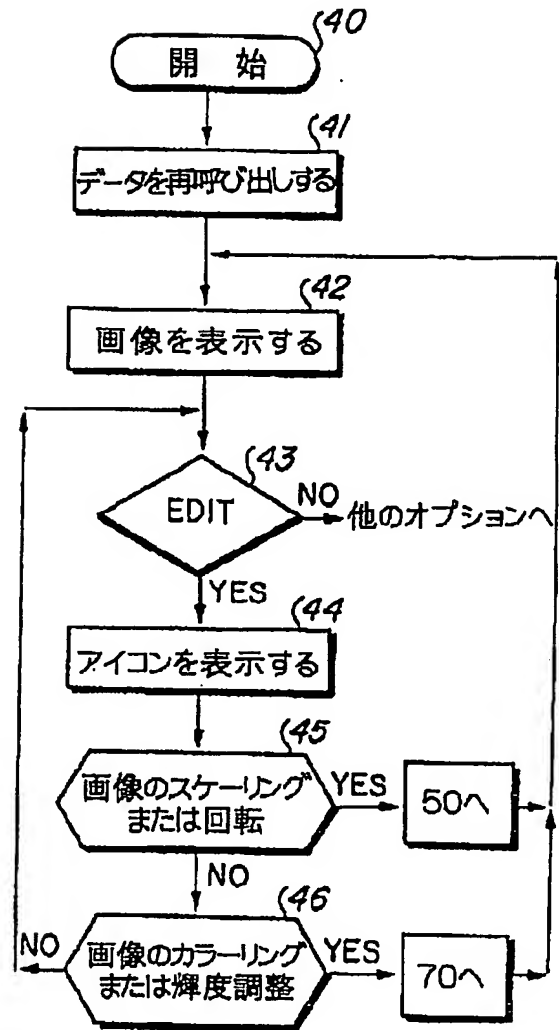 40
開 始
41
データを再呼び出しする
42
画像を表示する
43
EDIT
NO
他のオプションへ
YES
44
アイコンを表示する
45
画像のスケーリング
または回転
YES
50へ
NO
46
画像のカラーリング
または輝度調整
NO
YES
70へ